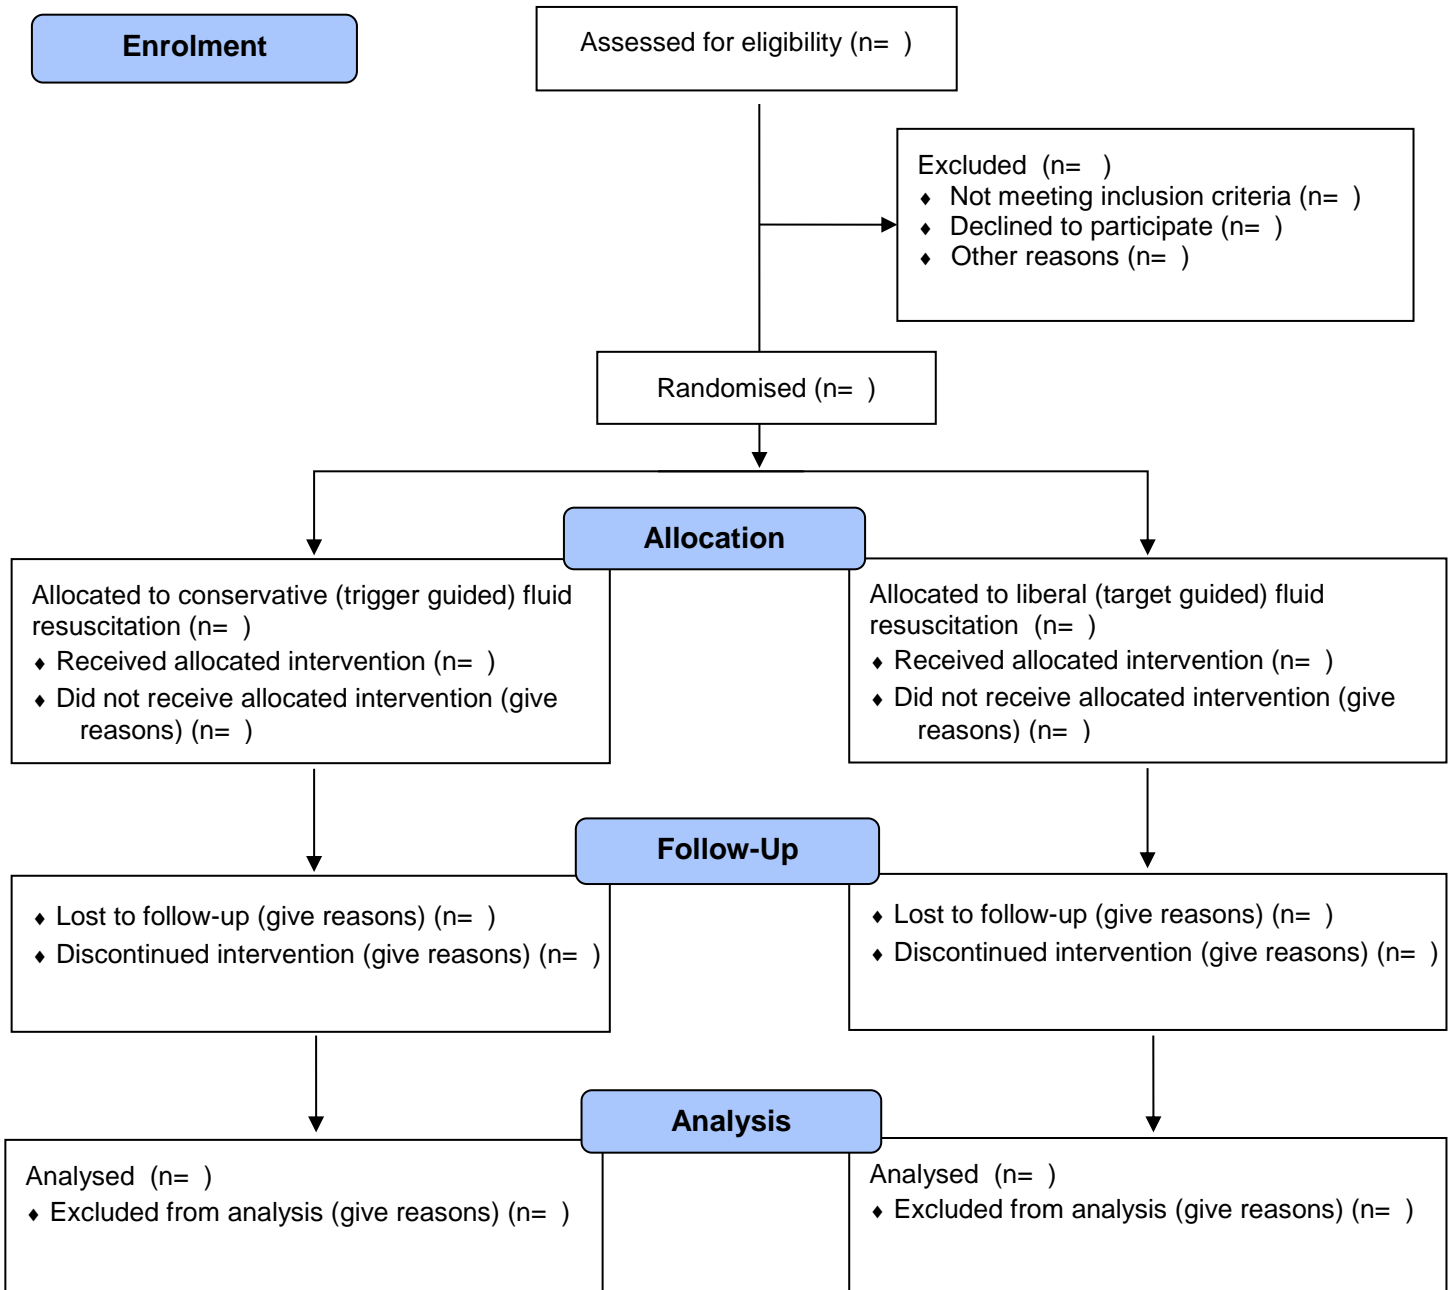 Enrolment
Assessed for eligibility (n=  )
Excluded  (n=   )
♦ Not meeting inclusion criteria (n=  )
♦ Declined to participate (n=  )
♦ Other reasons (n=  )
Randomised (n=  )
Allocation
Allocated to conservative (trigger guided) fluid
resuscitation (n=  )
♦ Received allocated intervention (n=  )
♦ Did not receive allocated intervention (give
reasons) (n=  )
Allocated to liberal (target guided) fluid
resuscitation  (n=  )
♦ Received allocated intervention (n=  )
♦ Did not receive allocated intervention (give
reasons) (n=  )
Follow-Up
♦ Lost to follow-up (give reasons) (n=  )
♦ Discontinued intervention (give reasons) (n=  )
♦ Lost to follow-up (give reasons) (n=  )
♦ Discontinued intervention (give reasons) (n=  )
Analysis
Analysed  (n=  )
♦ Excluded from analysis (give reasons) (n=  )
Analysed  (n=  )
♦ Excluded from analysis (give reasons) (n=  )